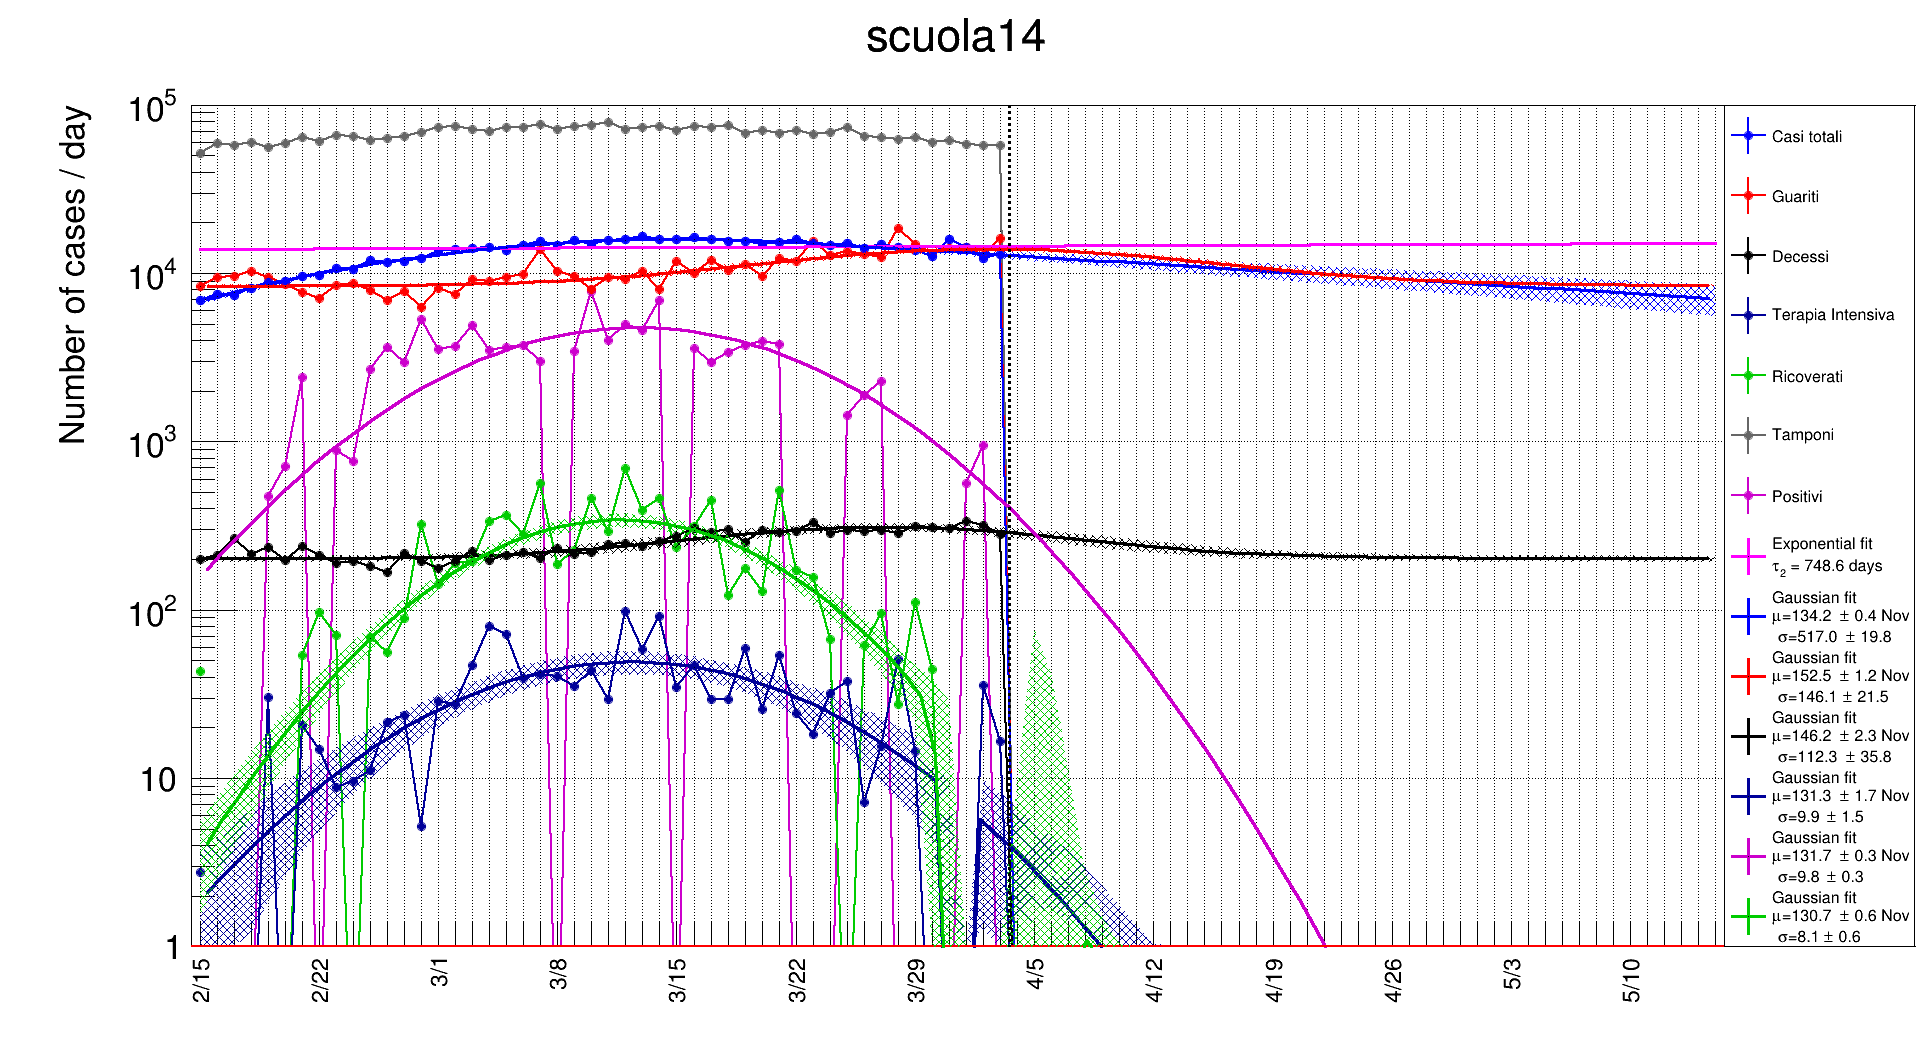 scuola14
Number of cases / day
10^5
10^4
10^3
10^2
10
1
2/15
2/22
3/1
3/8
3/15
3/22
3/29
4/5
4/12
4/19
4/26
5/3
5/10
Casi totali
Guariti
Decessi
Terapia Intensiva
Ricoverati
Tamponi
Positivi
Exponential fit
τ_2 = 748.6 days
Gaussian fit
μ=134.2 ± 0.4 Nov
σ=517.0 ± 19.8
Gaussian fit
μ=152.5 ± 1.2 Nov
σ=146.1 ± 21.5
Gaussian fit
μ=146.2 ± 2.3 Nov
σ=112.3 ± 35.8
Gaussian fit
μ=131.3 ± 1.7 Nov
σ=9.9 ± 1.5
Gaussian fit
μ=131.7 ± 0.3 Nov
σ=9.8 ± 0.3
Gaussian fit
μ=130.7 ± 0.6 Nov
σ=8.1 ± 0.6